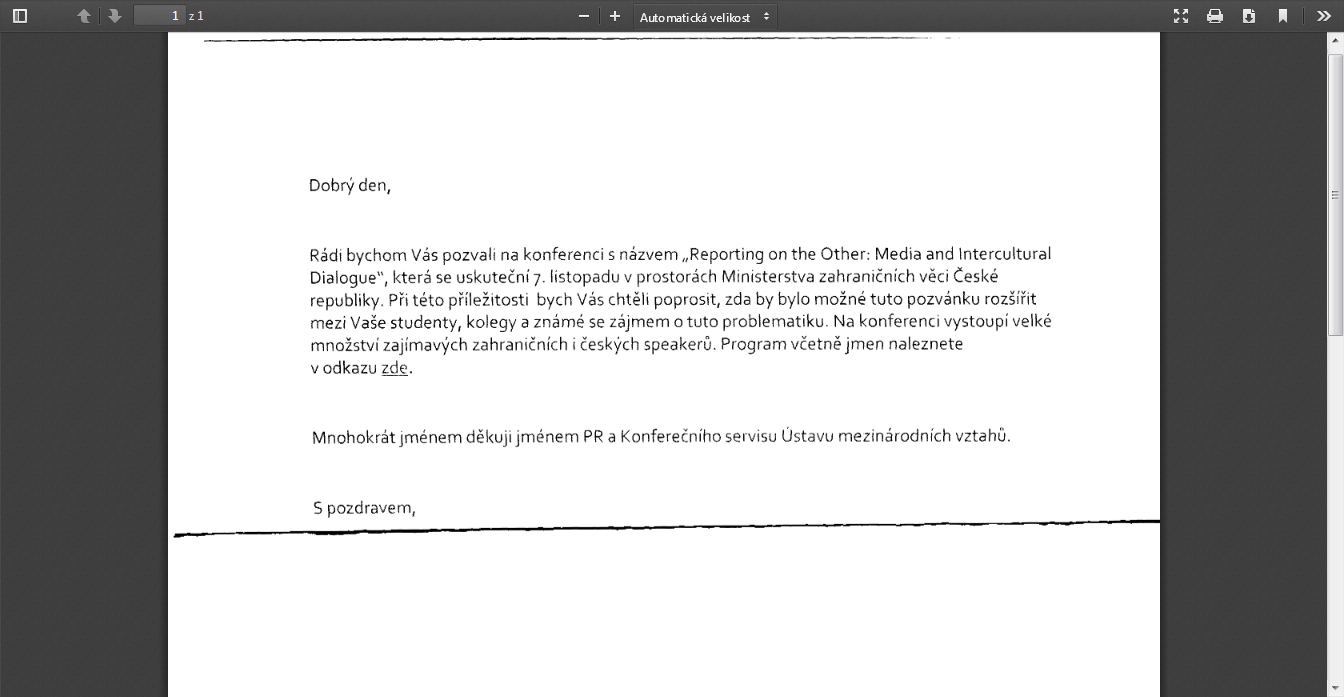 1 z 1 Automatická velikost
Dobrý den,
Rádi bychom Vás pozvali na konferenci s názvem „Reporting on the Other: Media and Intercultural
Dialogue“, která se uskuteční 7. listopadu v prostorách Ministerstva zahraničních věci České
republiky. Při této příležitosti bych Vás chtěli poprosit, zda by bylo možné tuto pozvánku rozšířit
mezi Vaše studenty, kolegy a známé se zájmem o tuto problematiku. Na konferenci vystoupí velké
množství zajímavých zahraničních i českých speakerů. Program včetně jmen naleznete
v odkazu zde.
Mnohokrát jménem děkuji jménem PR a Konferečního servisu Ústavu mezinárodních vztahů.
S pozdravem,